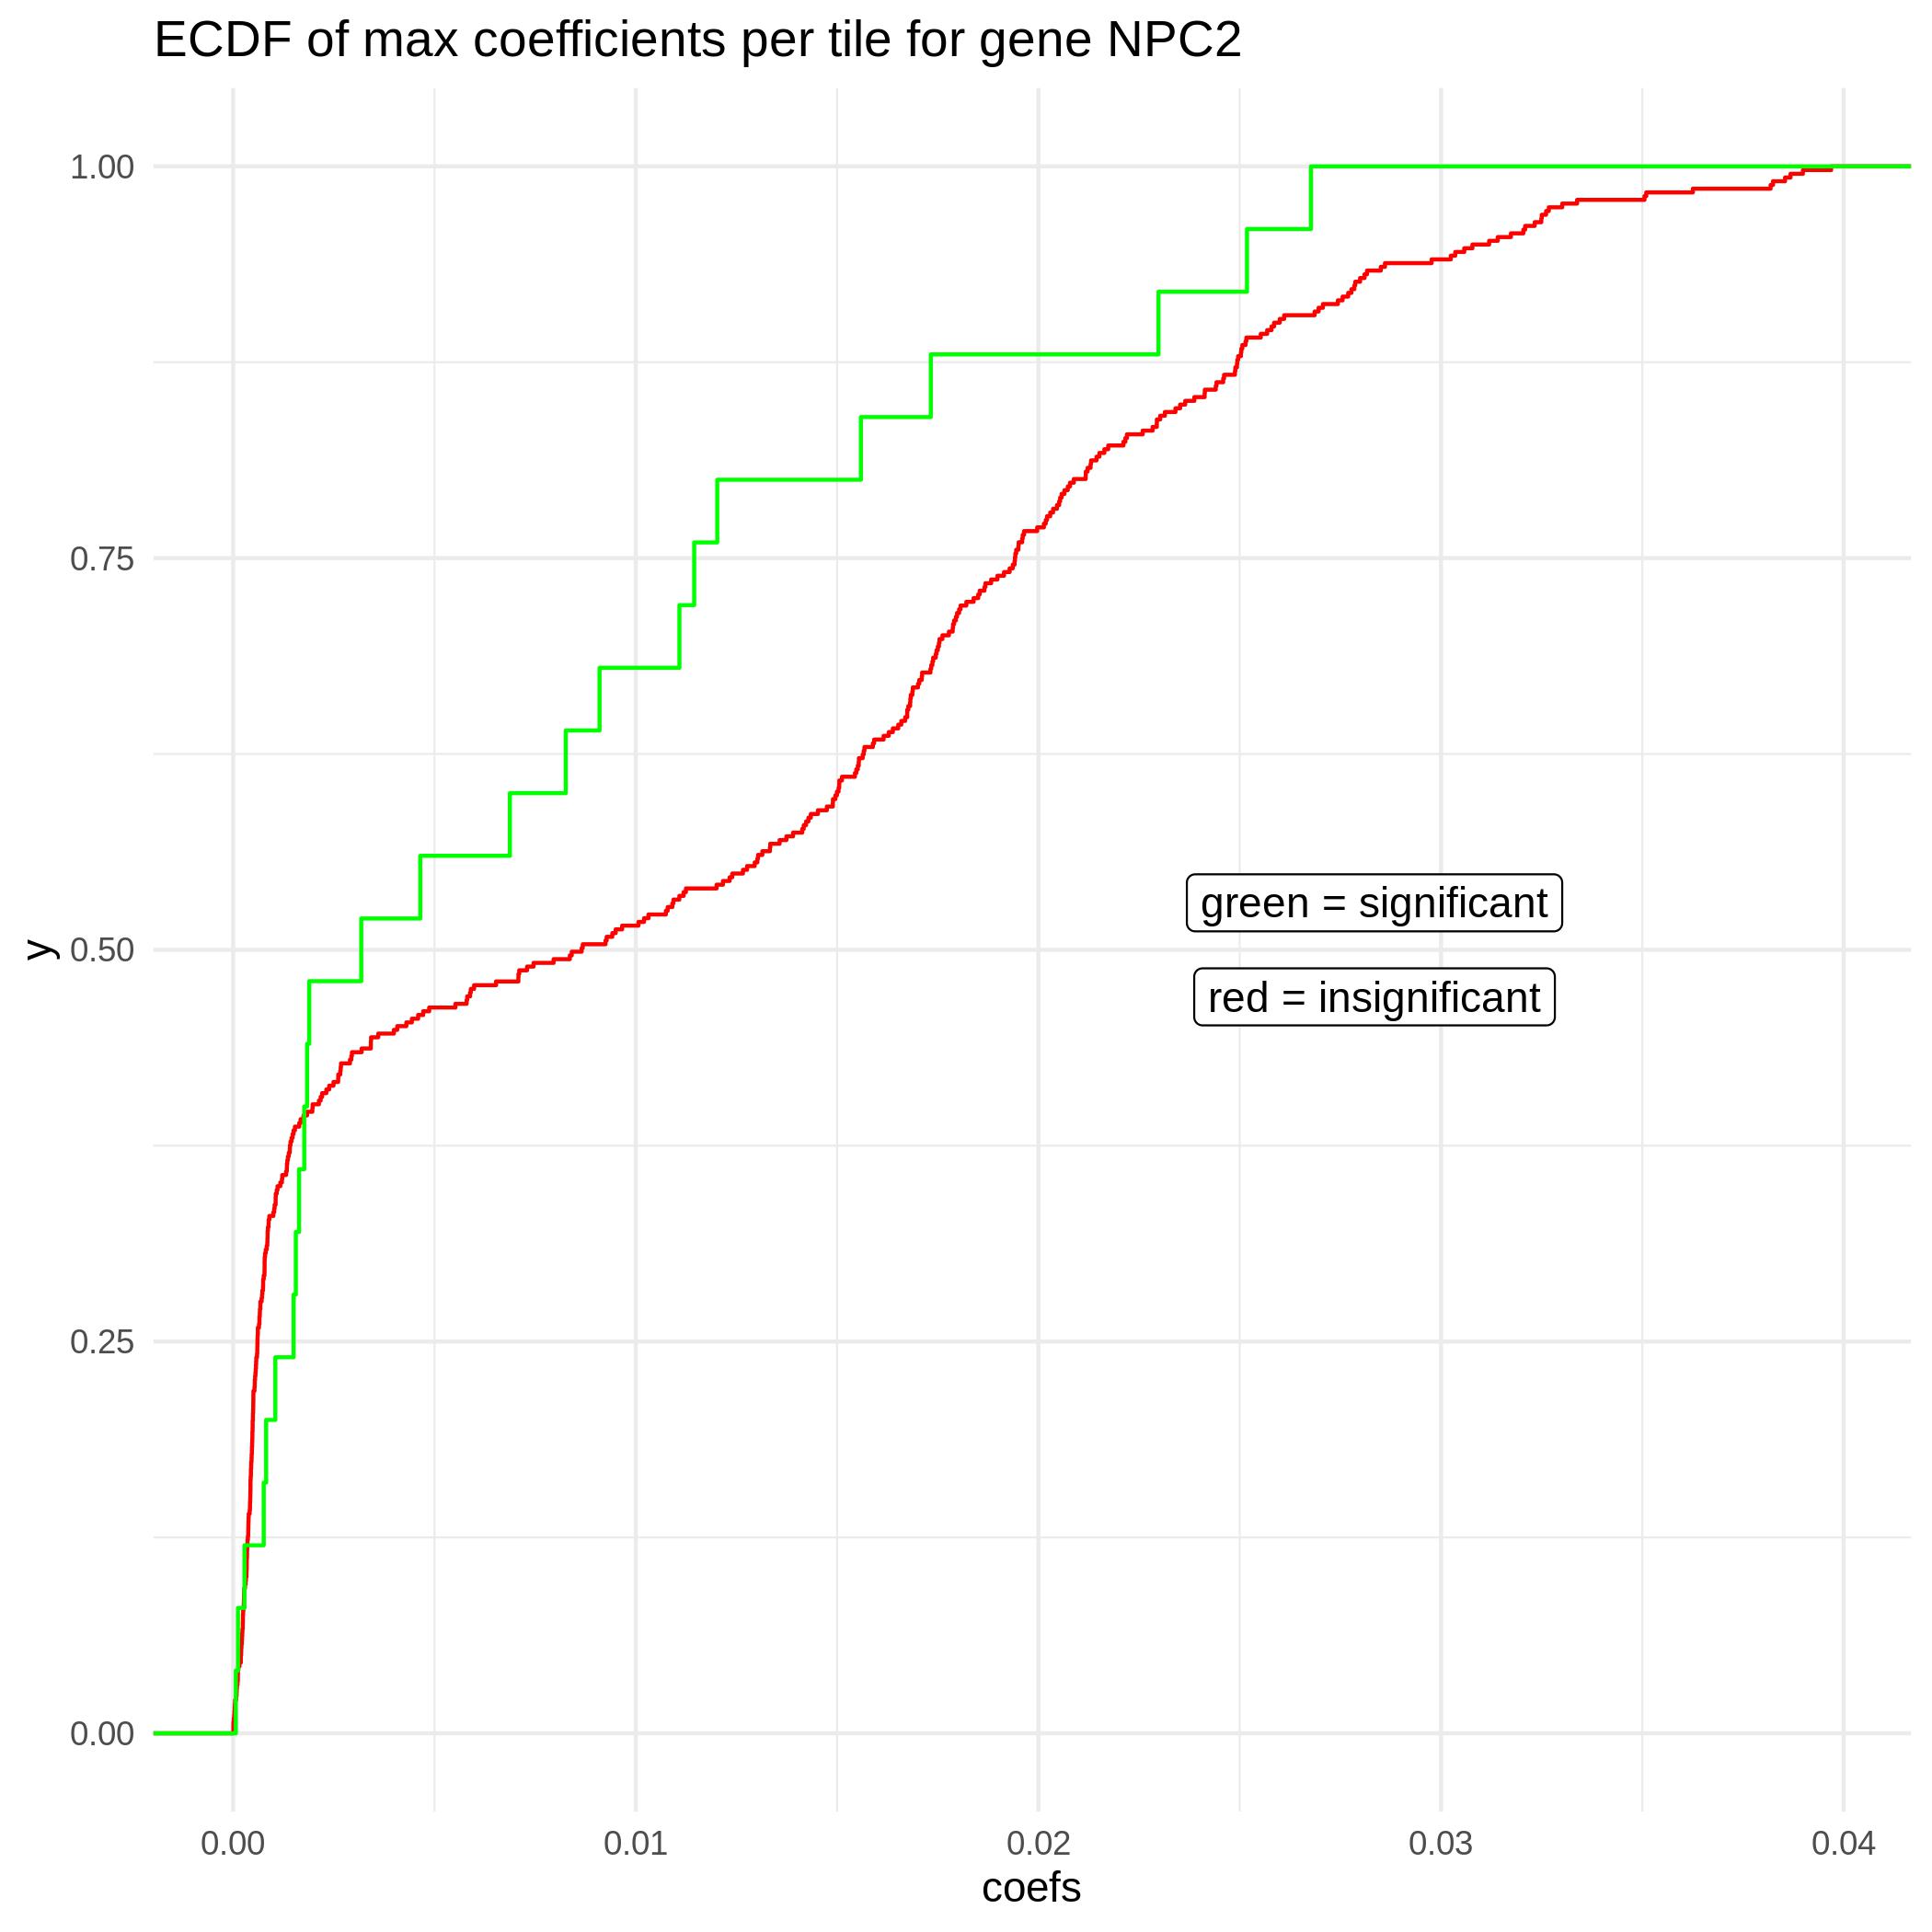 ECDF of max coefficients per tile for gene NPC2
1.00
0.75
0.50
0.25
0.00
y
green = significant
red = insignificant
0.00 0.01 0.02 0.03 0.04
coefs